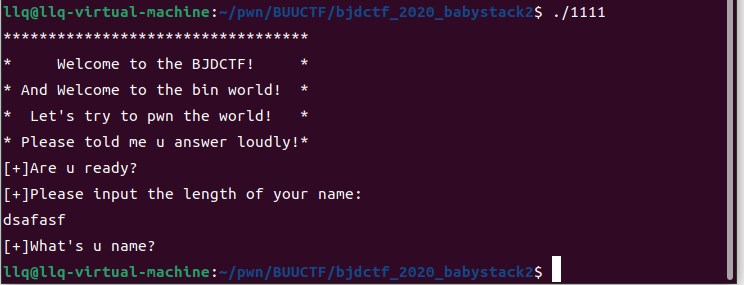 llq@llq-virtual-machine:~/pwn/BUUCTF/bjdctf_2020_babystack2$ ./1111
**********************************
*     Welcome to the BJDCTF!     *
* And Welcome to the bin world!  *
*  Let's try to pwn the world!   *
* Please told me u answer loudly!*
[+]Are u ready?
[+]Please input the length of your name:
dsafasf
[+]What's u name?
llq@llq-virtual-machine:~/pwn/BUUCTF/bjdctf_2020_babystack2$